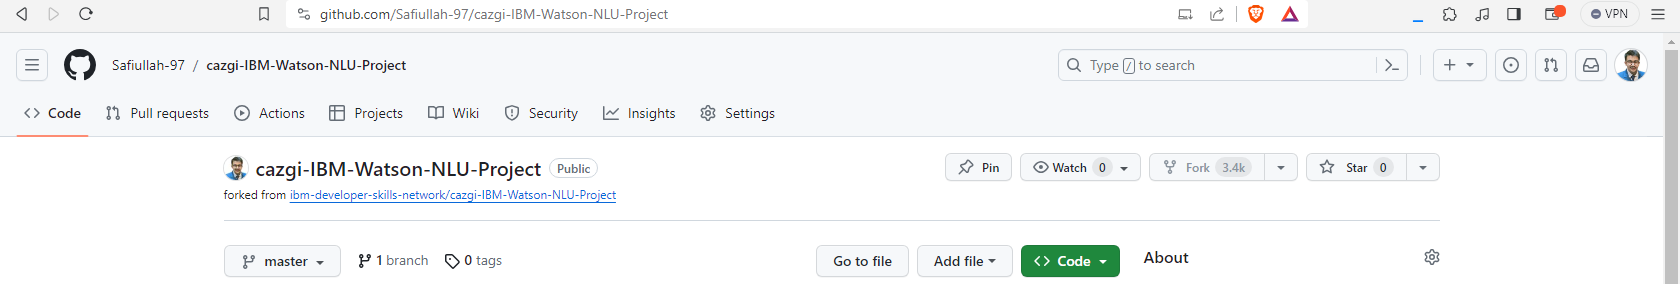 github.com/Safiullah-97/cazgi-IBM-Watson-NLU-Project
VPN
Safiullah-97 / cazgi-IBM-Watson-NLU-Project
Type / to search
Code Pull requests Actions Projects Wiki Security Insights Settings
cazgi-IBM-Watson-NLU-Project Public
Pin Watch 0 Fork 3.4k Star 0
forked from ibm-developer-skills-network/cazgi-IBM-Watson-NLU-Project
master 1 branch 0 tags Go to file Add file Code About